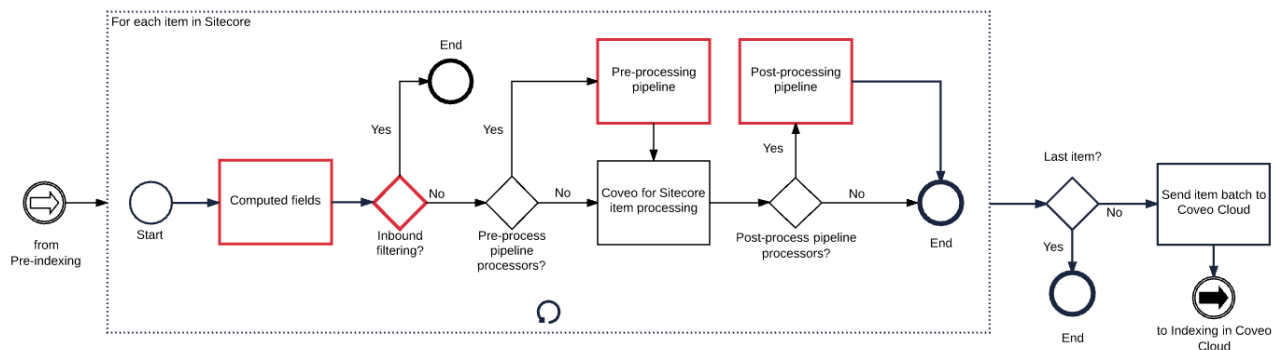 For each item in Sitecore
End
Pre-processing
pipeline
Post-processing
pipeline
Yes
Yes
Yes
Last item?
Computed fields
No
No
Coveo for Sitecore
item processing
No
Send item batch to
Coveo Cloud
No
Start
Inbound
filtering?
Pre-process
pipeline
processors?
Post-process pipeline
processors?
End
Yes
from
Pre-indexing
End
to Indexing in Coveo
Cloud